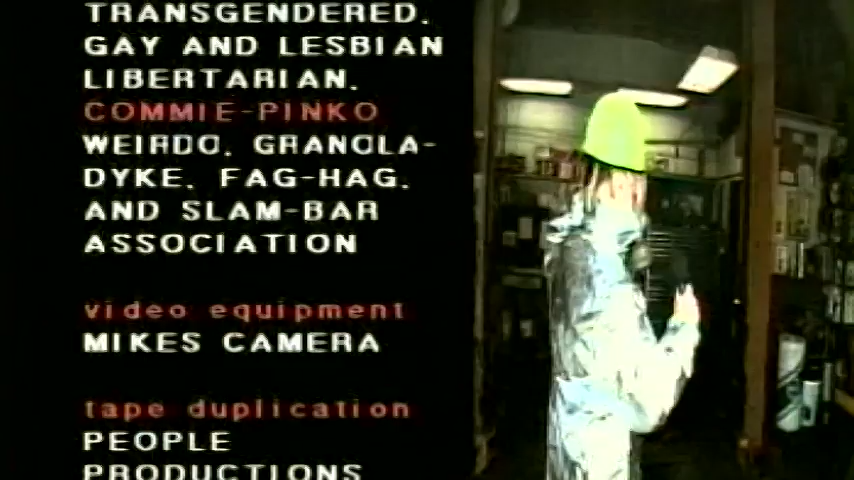 TRANSGENDERED,
GAY AND LESBIAN
LIBERTARIAN,
COMMIE-PINKO
WEIRDO, GRANOLA-
DYKE, FAG-HAG,
AND SLAM-BAR
ASSOCIATION
video equipment
MIKES CAMERA
tape duplication
PEOPLE
PRODUCTIONS